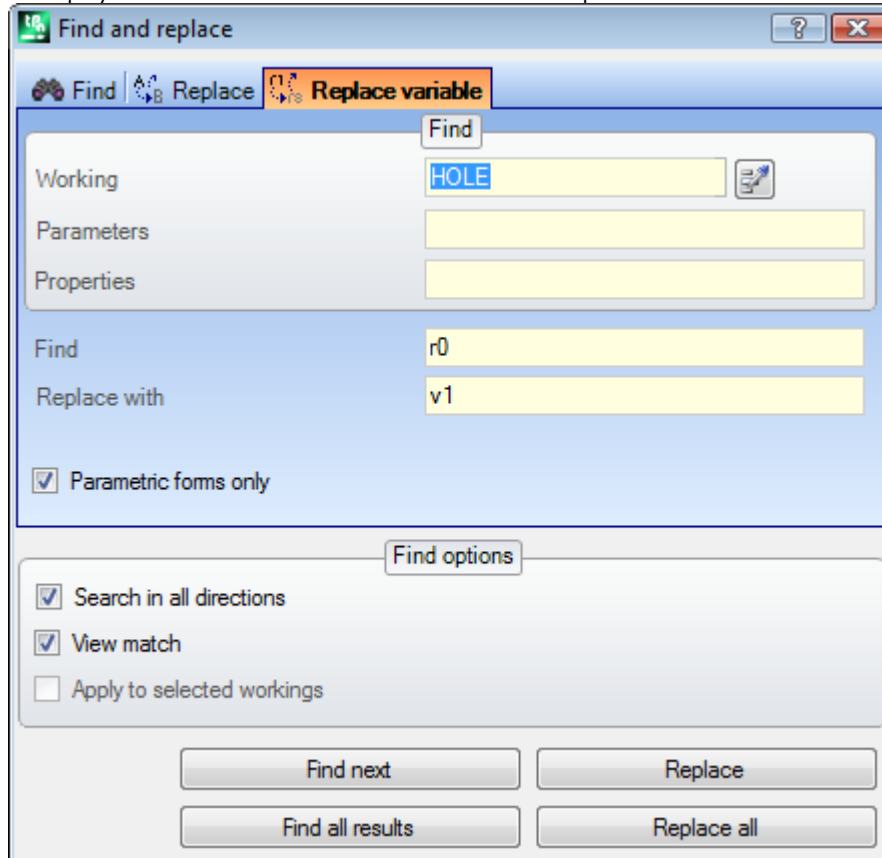 Find and replace
Find Replace Replace variable
Find
Working HOLE
Parameters
Properties
Find r0
Replace with v1
Parametric forms only
Find options
Search in all directions
View match
Apply to selected workings
Find next Replace
Find all results Replace all